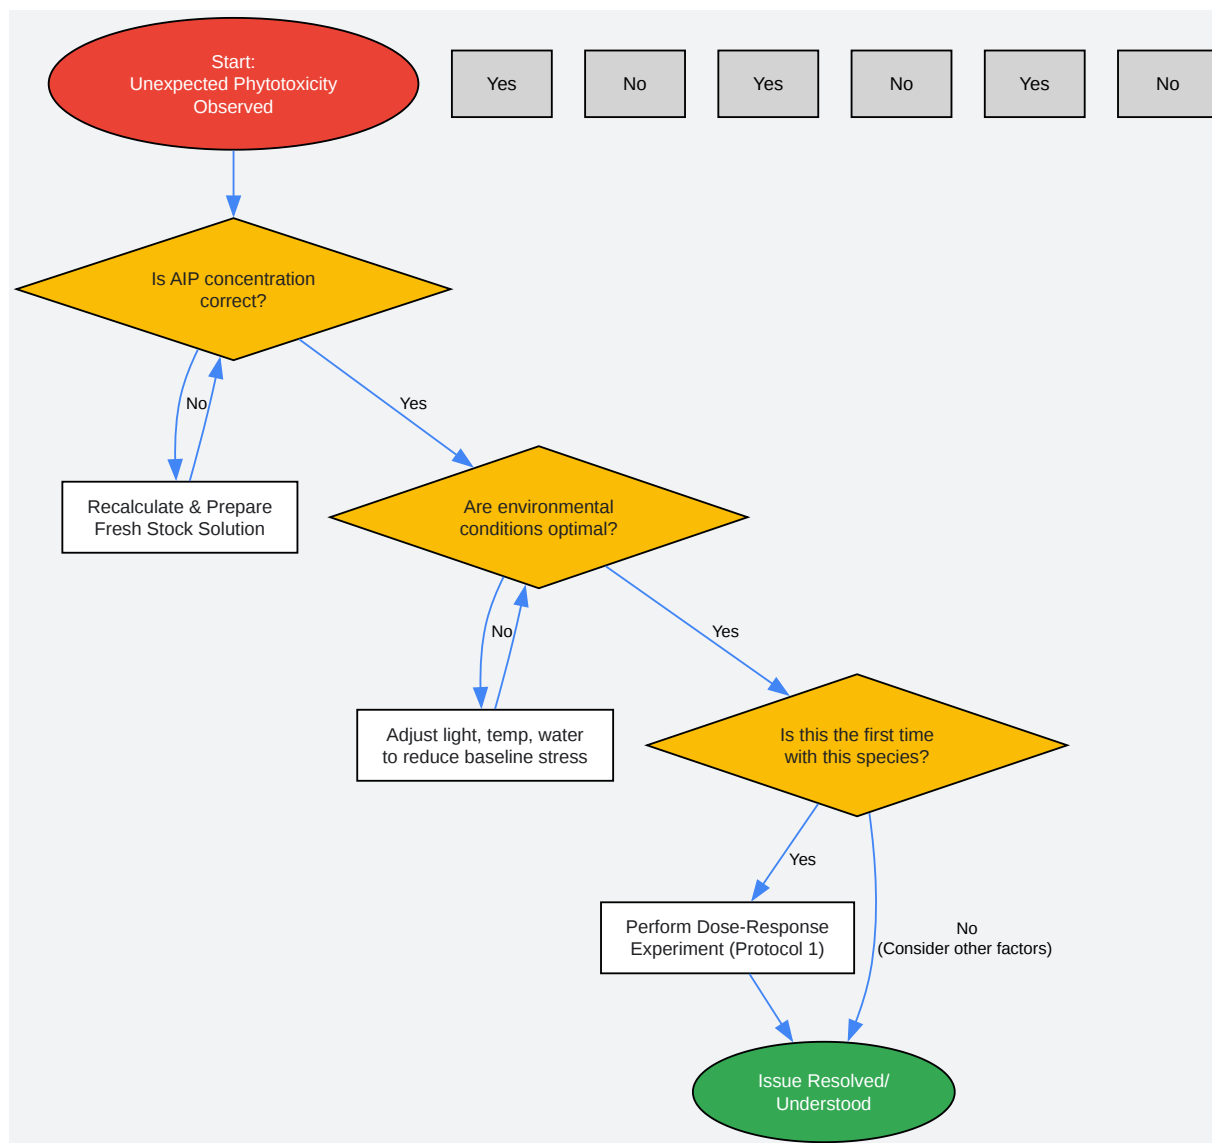 Start:
Unexpected Phytotoxicity
Observed
Yes
No
Yes
No
Yes
No
Is AIP concentration
correct?
No
Yes
Recalculate & Prepare
Fresh Stock Solution
Are environmental
conditions optimal?
No
Yes
Adjust light, temp, water
to reduce baseline stress
Is this the first time
with this species?
Yes
No
(Consider other factors)
Perform Dose-Response
Experiment (Protocol 1)
Issue Resolved/
Understood